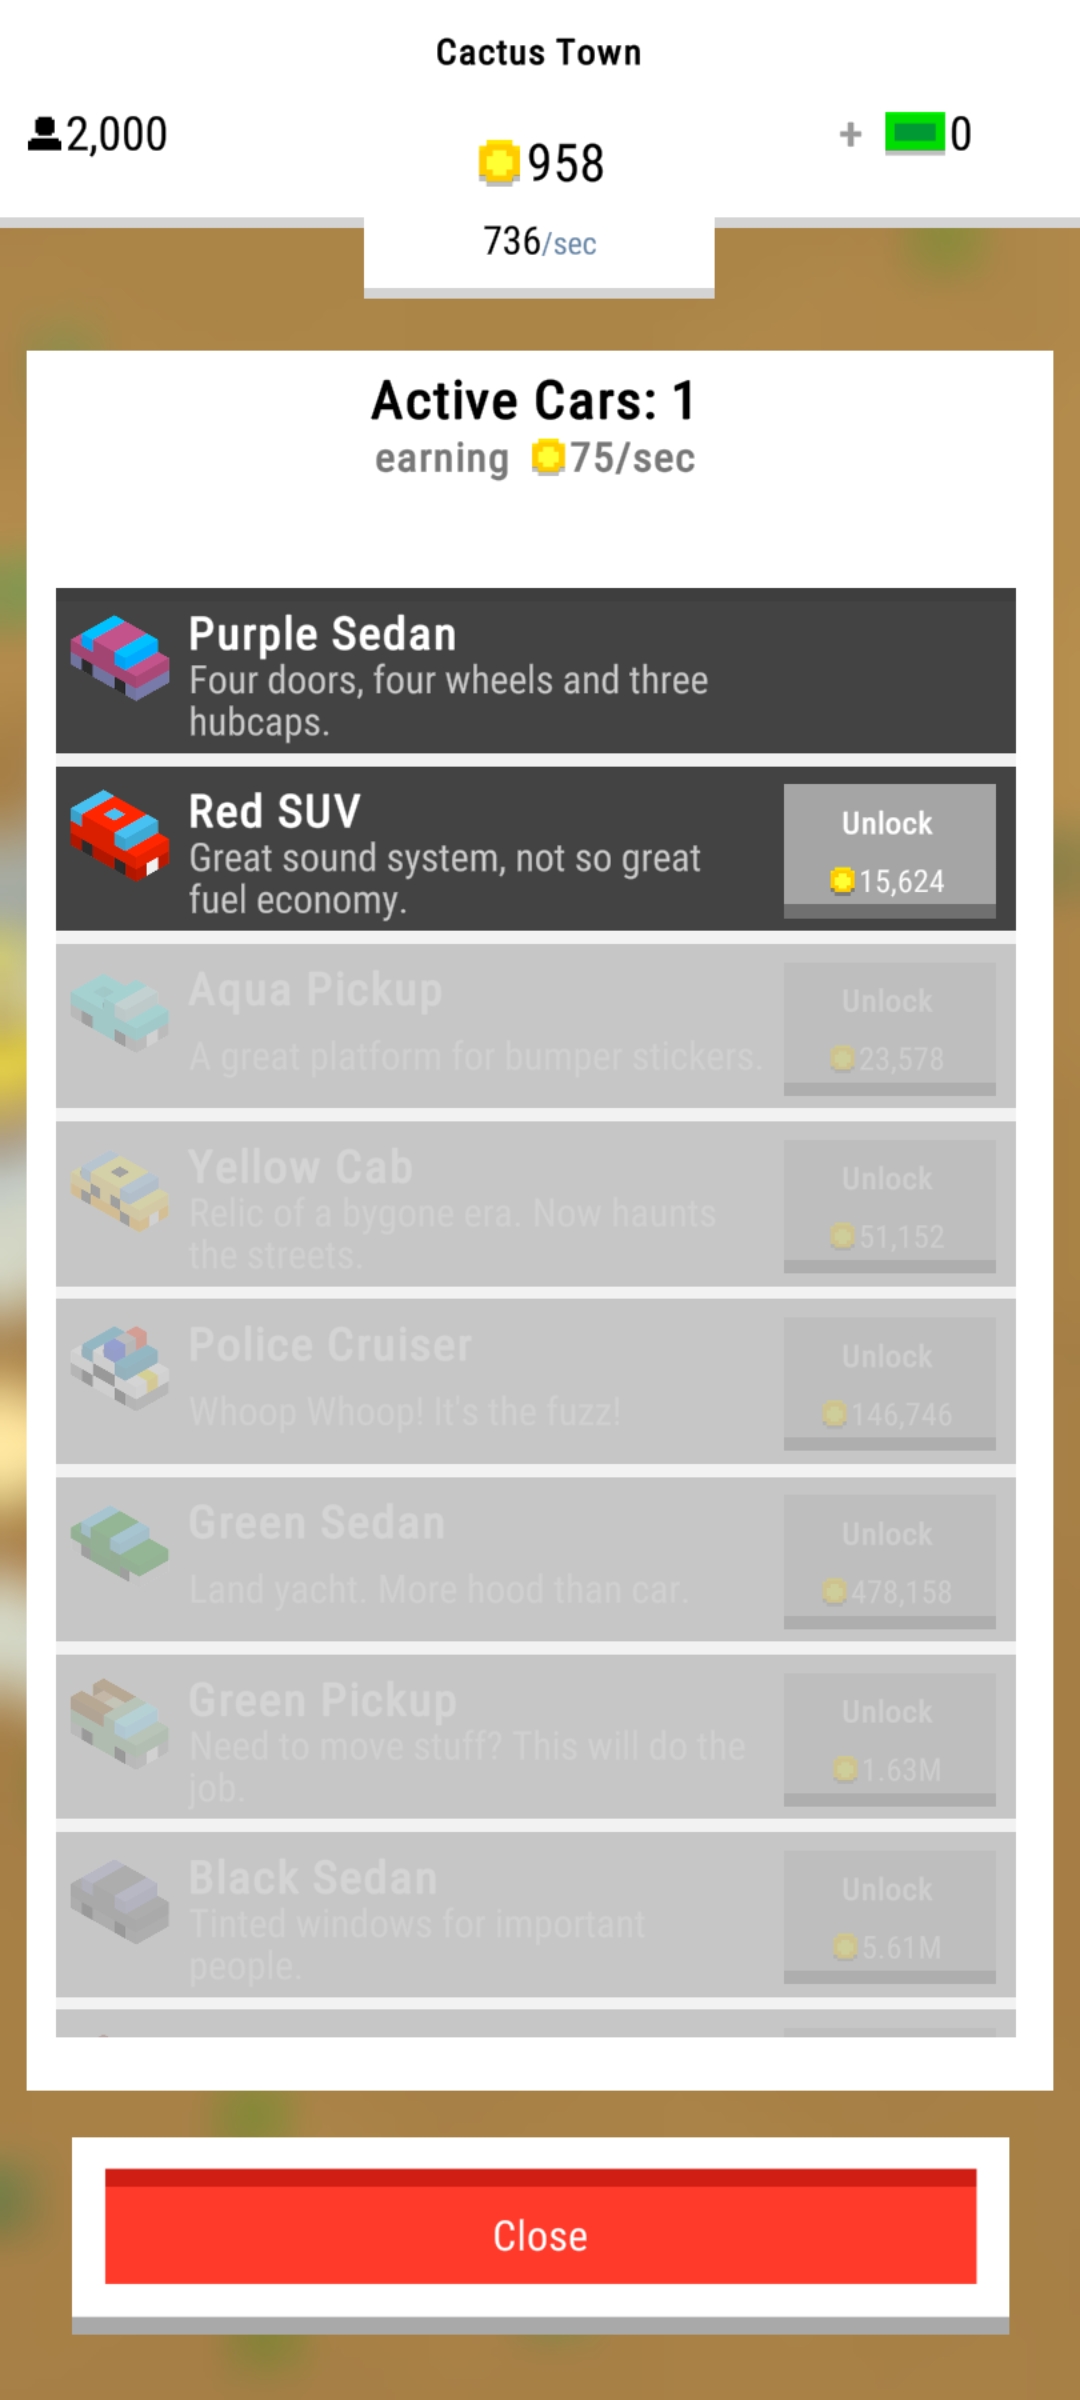 Cactus Town
2,000
958
+ 0
736/sec
Active Cars: 1
earning 75/sec
Purple Sedan
Four doors, four wheels and three
hubcaps.
Red SUV
Great sound system, not so great
fuel economy.
Unlock
15,624
Aqua Pickup
A great platform for bumper stickers.
Unlock
23,578
Yellow Cab
Relic of a bygone era. Now haunts
the streets.
Unlock
51,152
Police Cruiser
Whoop Whoop! It's the fuzz!
Unlock
146,746
Green Sedan
Land yacht. More hood than car.
Unlock
478,158
Green Pickup
Need to move stuff? This will do the
job.
Unlock
1.63M
Black Sedan
Tinted windows for important
people.
Unlock
5.61M
Close